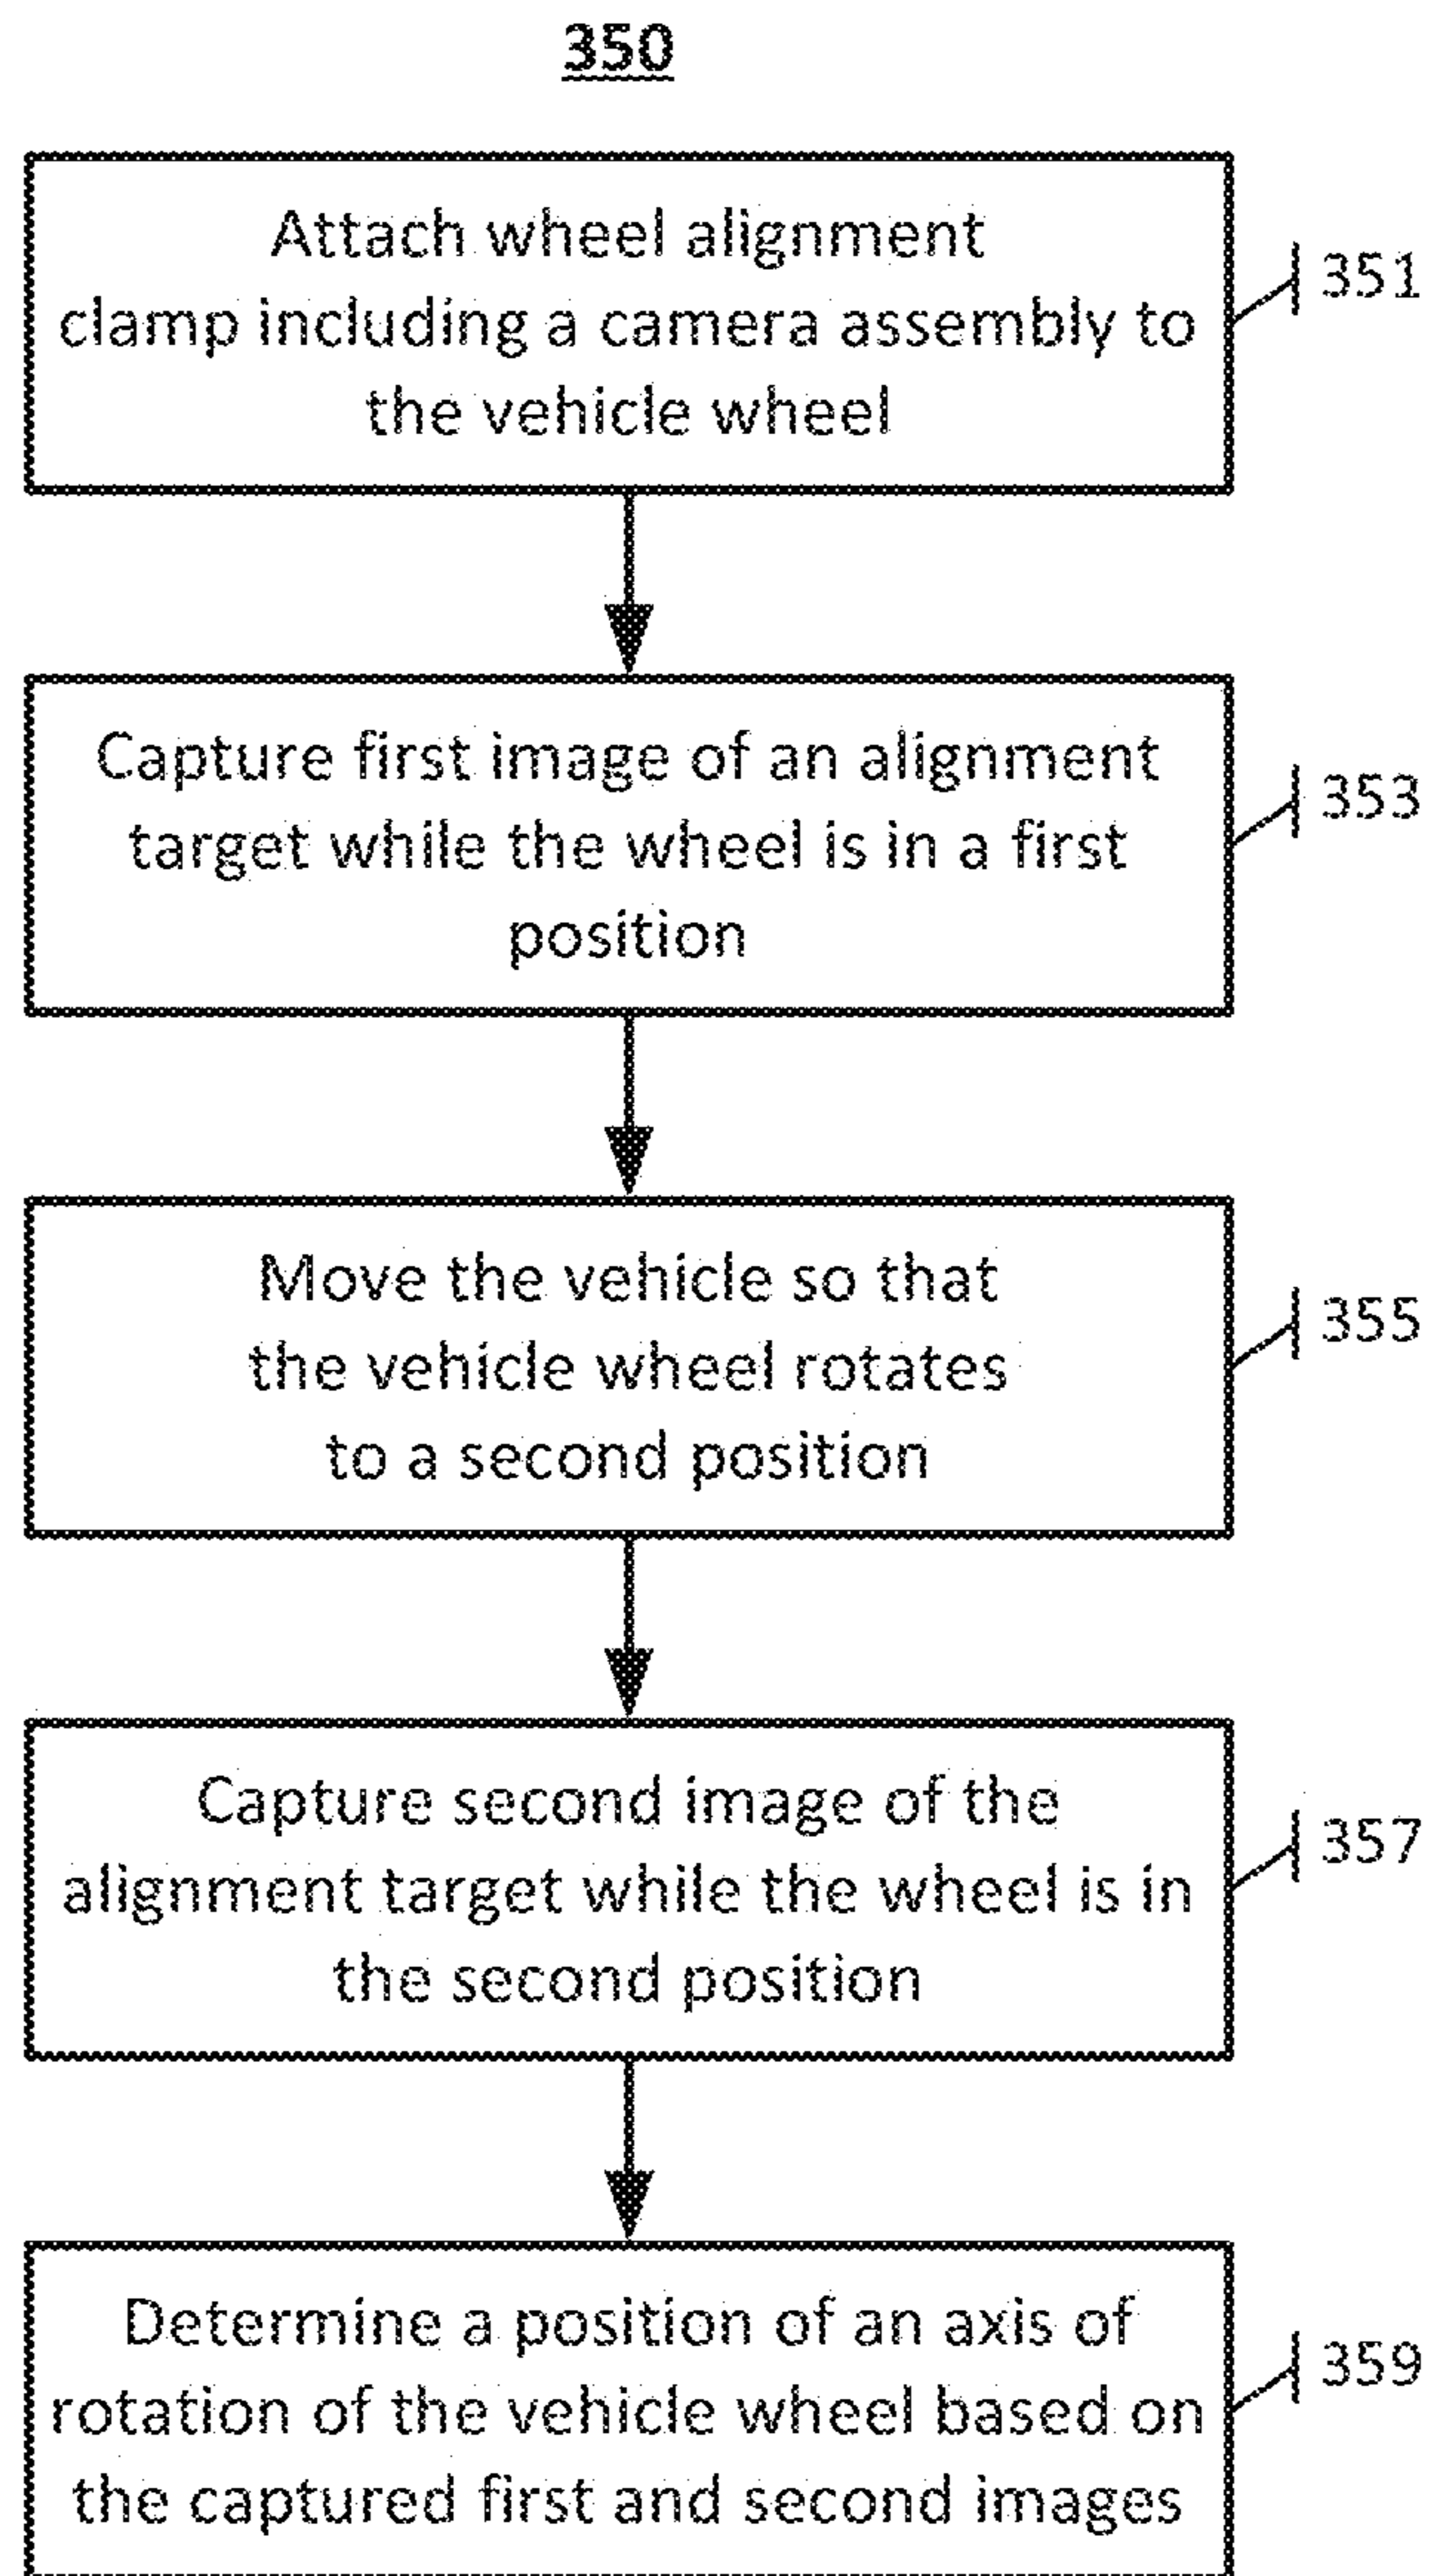 350
Attach wheel alignment
clamp including a camera assembly to
the vehicle wheel
351
Capture first image of an alignment
target while the wheel is in a first
position
353
Move the vehicle so that
the vehicle wheel rotates
to a second position
355
Capture second image of the
alignment target while the wheel is in
the second position
357
Determine a position of an axis of
rotation of the vehicle wheel based on
the captured first and second images
359